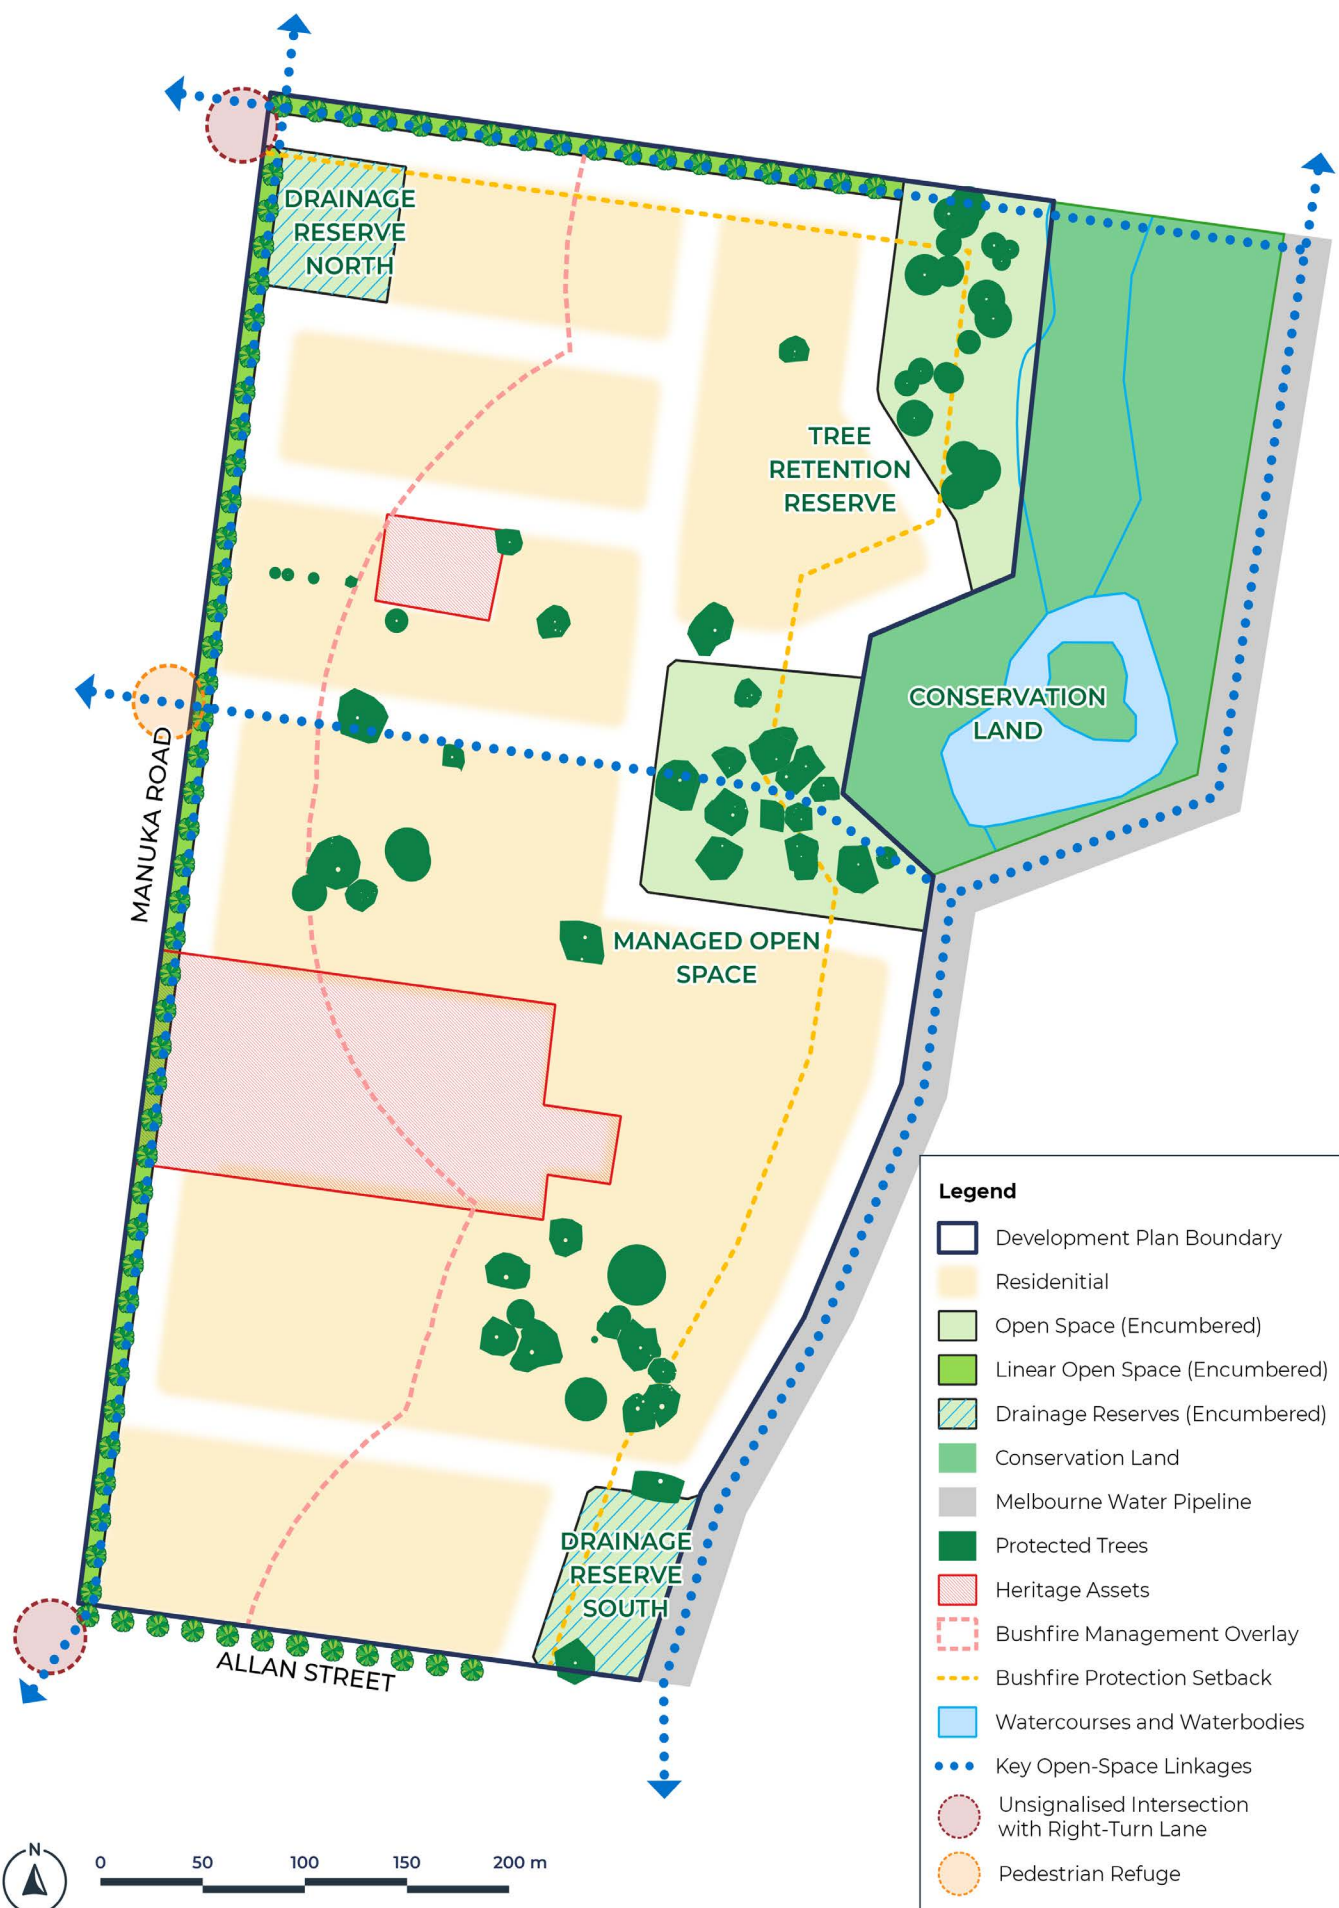 DRAINAGE
RESERVE
NORTH
TREE
RETENTION
RESERVE
CONSERVATION
LAND
MANUKA ROAD
MANAGED OPEN
SPACE
DRAINAGE
RESERVE
SOUTH
ALLAN STREET
Legend
Development Plan Boundary
Residenitial
Open Space (Encumbered)
Linear Open Space (Encumbered)
Drainage Reserves (Encumbered)
Conservation Land
Melbourne Water Pipeline
Protected Trees
Heritage Assets
Bushfire Management Overlay
Bushfire Protection Setback
Watercourses and Waterbodies
Key Open-Space Linkages
Unsignalised Intersection
with Right-Turn Lane
Pedestrian Refuge
N
0 50 100 150 200 m